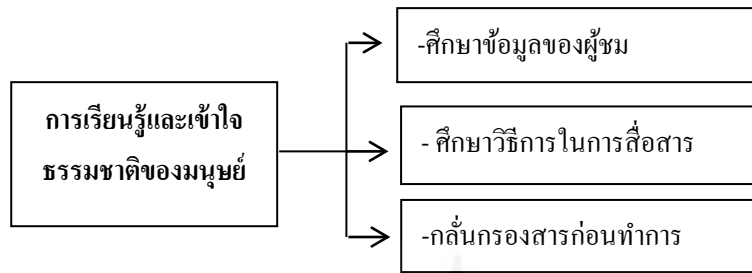 -ศึกษาข้อมูลของผู้ชม
การเรียนรู้และเข้าใจ
ธรรมชาติของมนุษย์
- ศึกษาวิธีการในการสื่อสาร
-กลั่นกรองสารก่อนทำการ